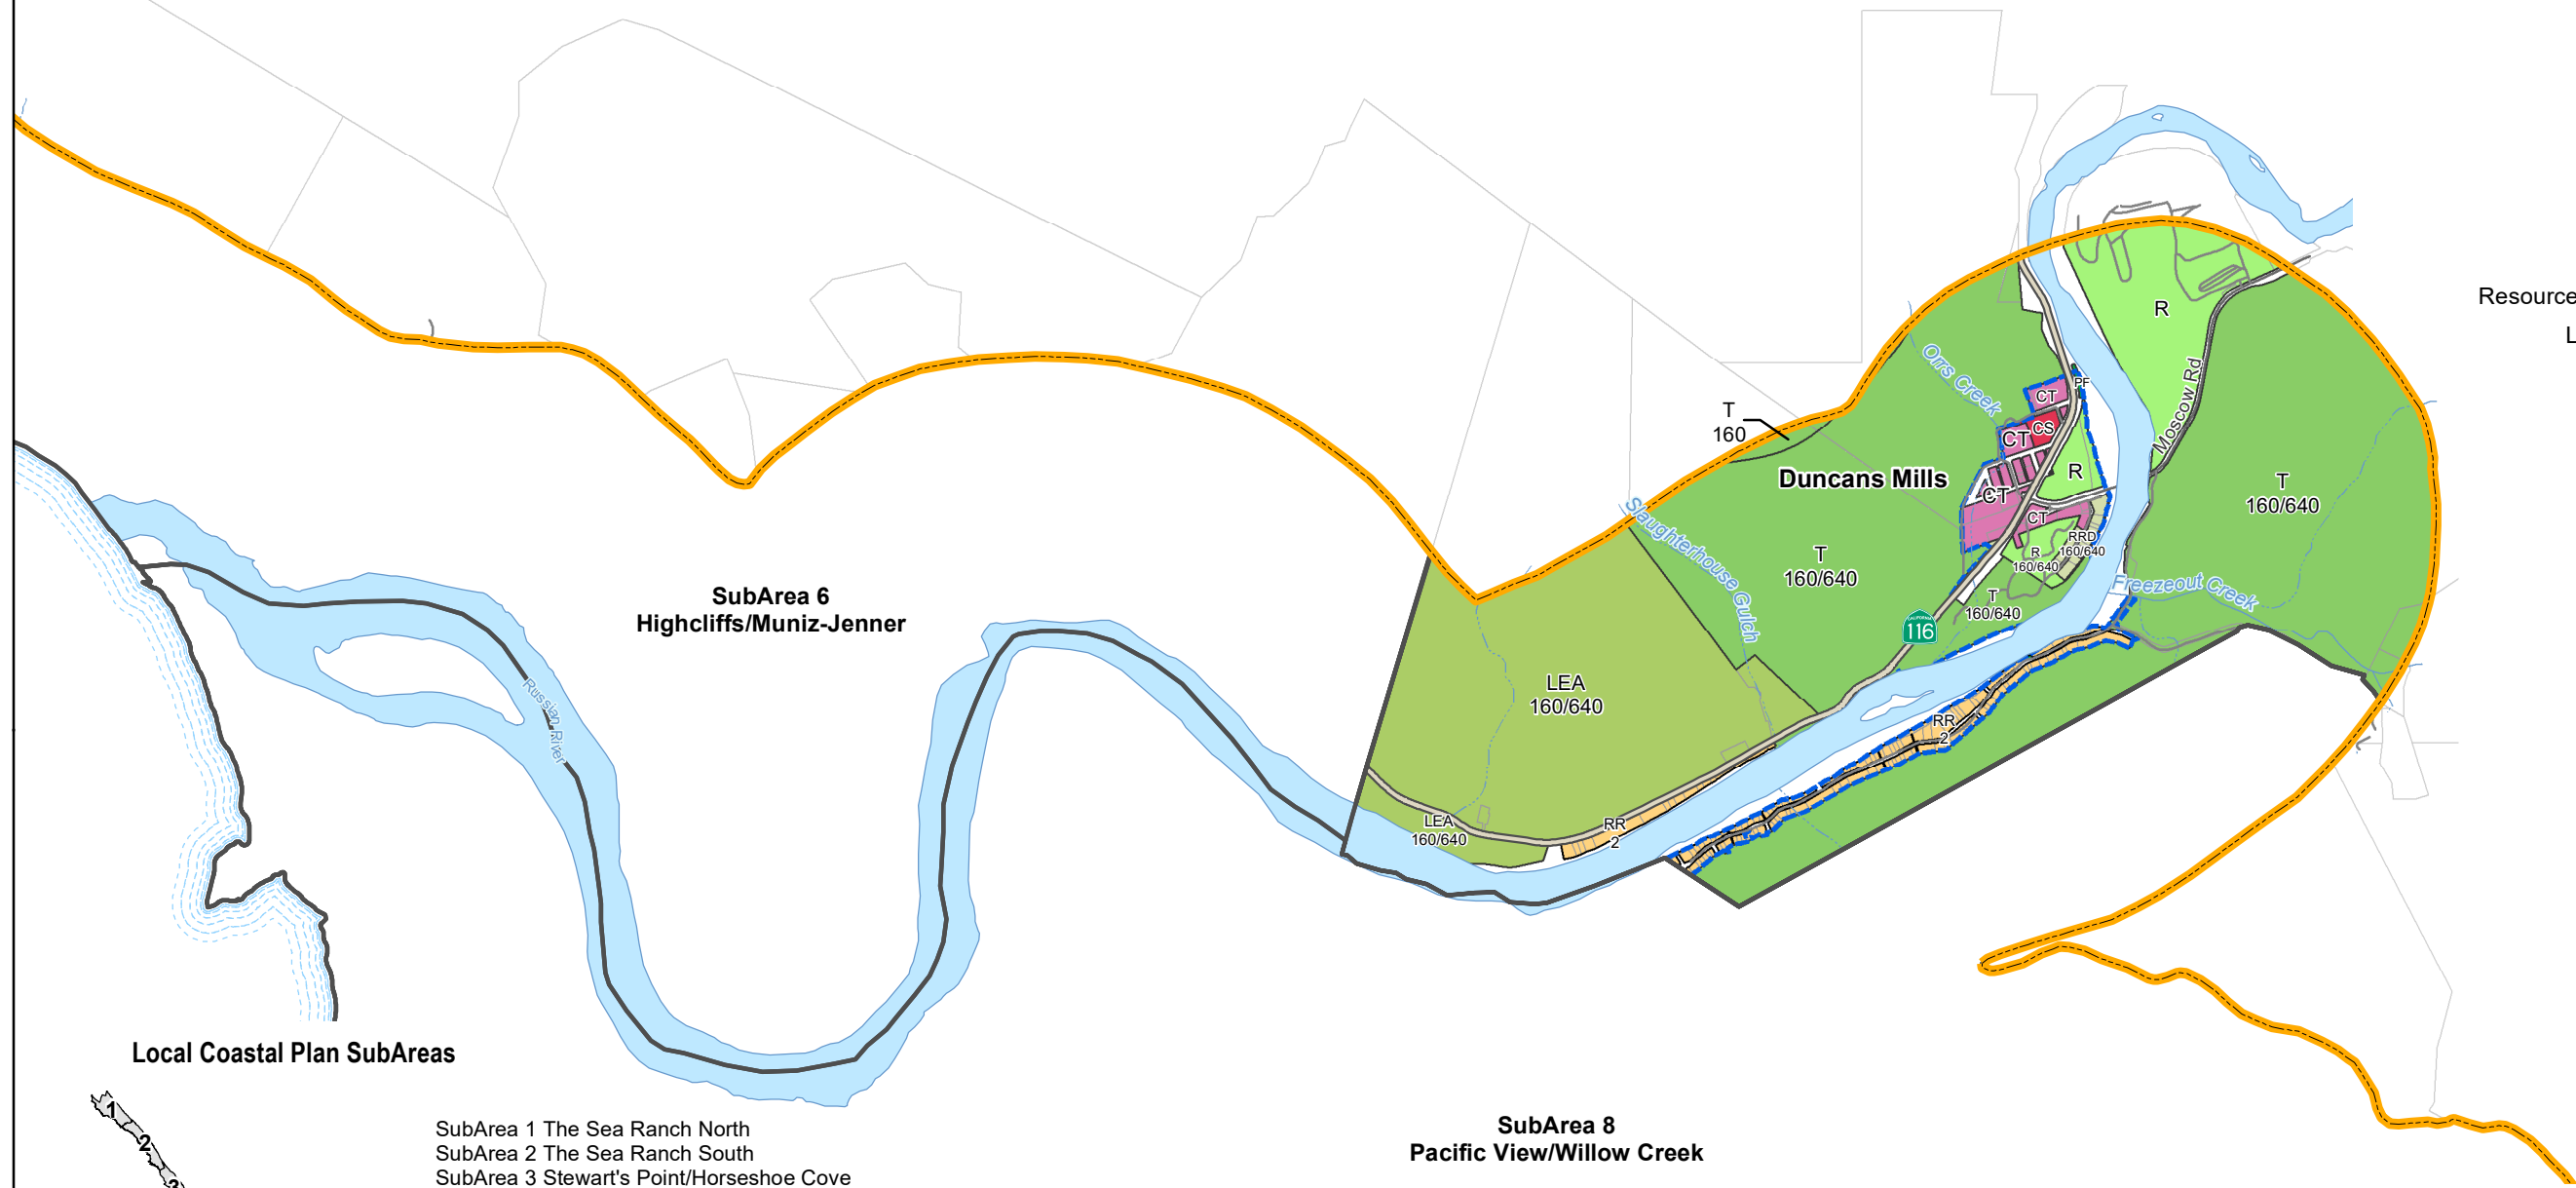 Resource
L
Orrs Creek
R
Moscow Rd
PF
CT
CS
CT
T
160
Duncans Mills
R
T
160/640
CT
Slaughterhouse Gulch
CT
RRD
160/640
R
160/640
T
160/640
Freezeout Creek
T
160/640
CALIFORNIA
116
SubArea 6
Highcliffs/Muniz-Jenner
Russian River
LEA
160/640
RR
2
LEA
160/640
RR
2
Local Coastal Plan SubAreas
1
2
3
SubArea 1 The Sea Ranch North
SubArea 2 The Sea Ranch South
SubArea 3 Stewart's Point/Horseshoe Cove
SubArea 8
Pacific View/Willow Creek